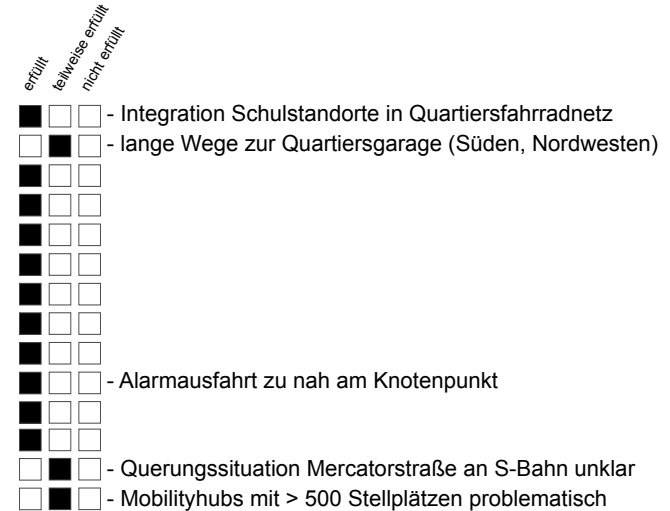 erfüllt
teilweise erfüllt
nicht erfüllt
- Integration Schulstandorte in Quartiersfahrradnetz
- lange Wege zur Quartiersgarage (Süden, Nordwesten)
- Alarmausfahrt zu nah am Knotenpunkt
- Querungssituation Mercatorstraße an S-Bahn unklar
- Mobilityhubs mit > 500 Stellplätzen problematisch